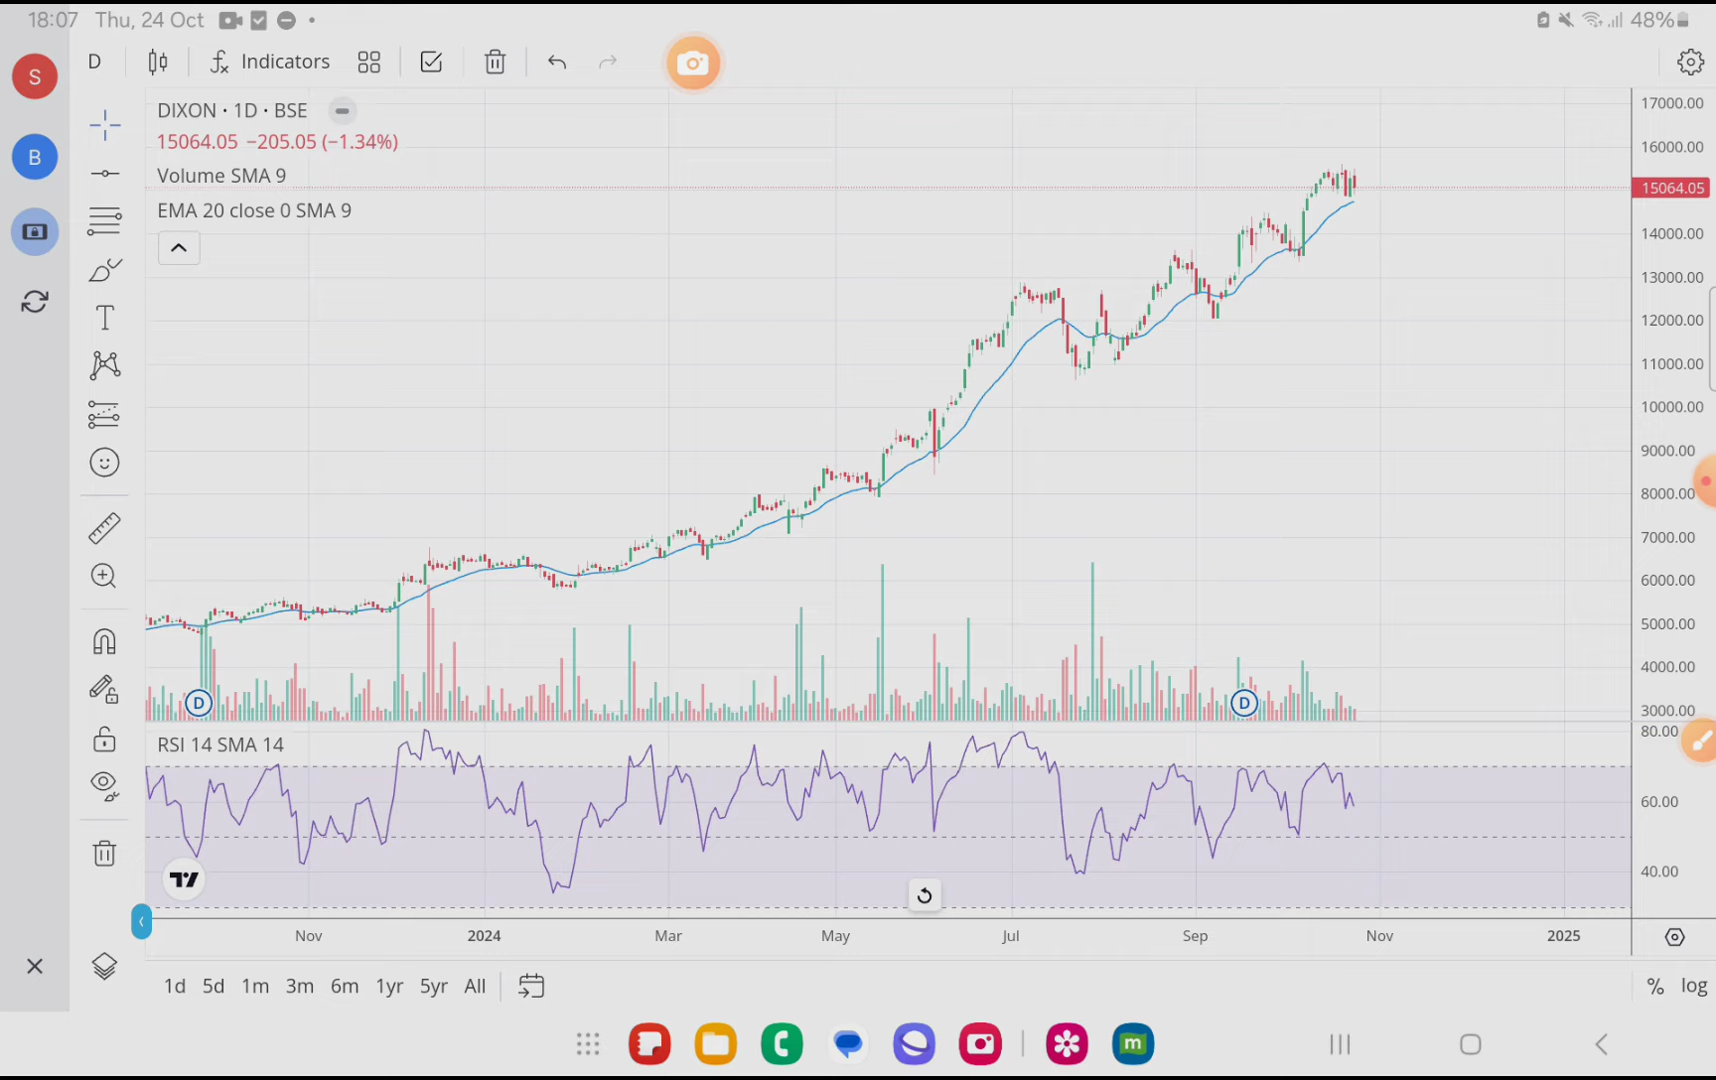 18:07 Thu, 24 Oct 48%
S
B
D Indicators
DIXON · 1D · BSE
15064.05 −205.05 (−1.34%)
Volume SMA 9
EMA 20 close 0 SMA 9
17000.00
16000.00
15064.05
14000.00
13000.00
12000.00
11000.00
10000.00
9000.00
8000.00
7000.00
6000.00
5000.00
4000.00
3000.00
D D
RSI 14 SMA 14
80.00
60.00
40.00
Nov 2024 Mar May Jul Sep Nov 2025
1d 5d 1m 3m 6m 1yr 5yr All % log
m